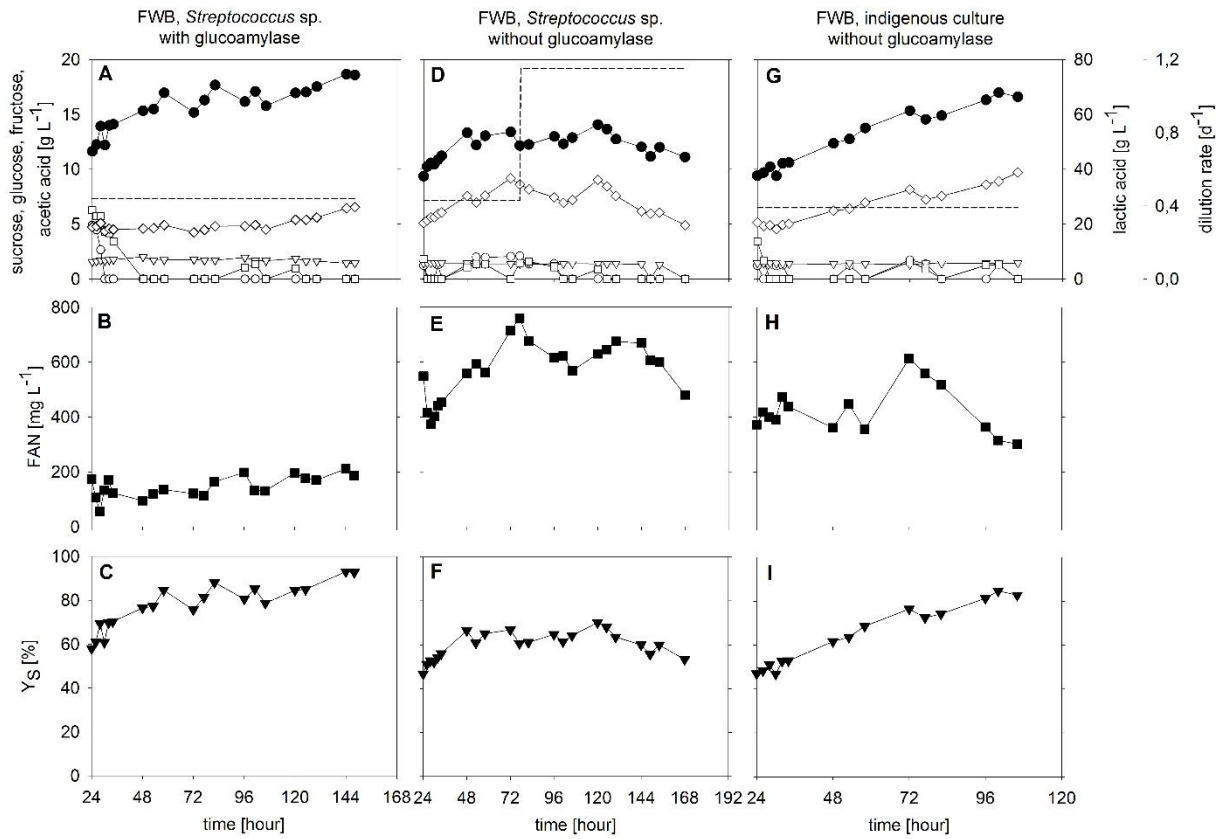 FWB, Streptococcus sp.
with glucoamylase
FWB, Streptococcus sp.
without glucoamylase
FWB, indigenous culture
without glucoamylase
sucrose, glucose, fructose,
acetic acid [g L⁻¹]
20
15
10
5
0
A
D
G
80
60
40
20
0
lactic acid [g L⁻¹]
1,2
0,8
0,4
0,0
dilution rate [d⁻¹]
FAN [mg L⁻¹]
800
600
400
200
0
B
E
H
Y_S [%]
100
80
60
40
20
0
C
F
I
24 48 72 96 120 144 168
24 48 72 96 120 144 168 192
24 48 72 96 120
time [hour]
time [hour]
time [hour]